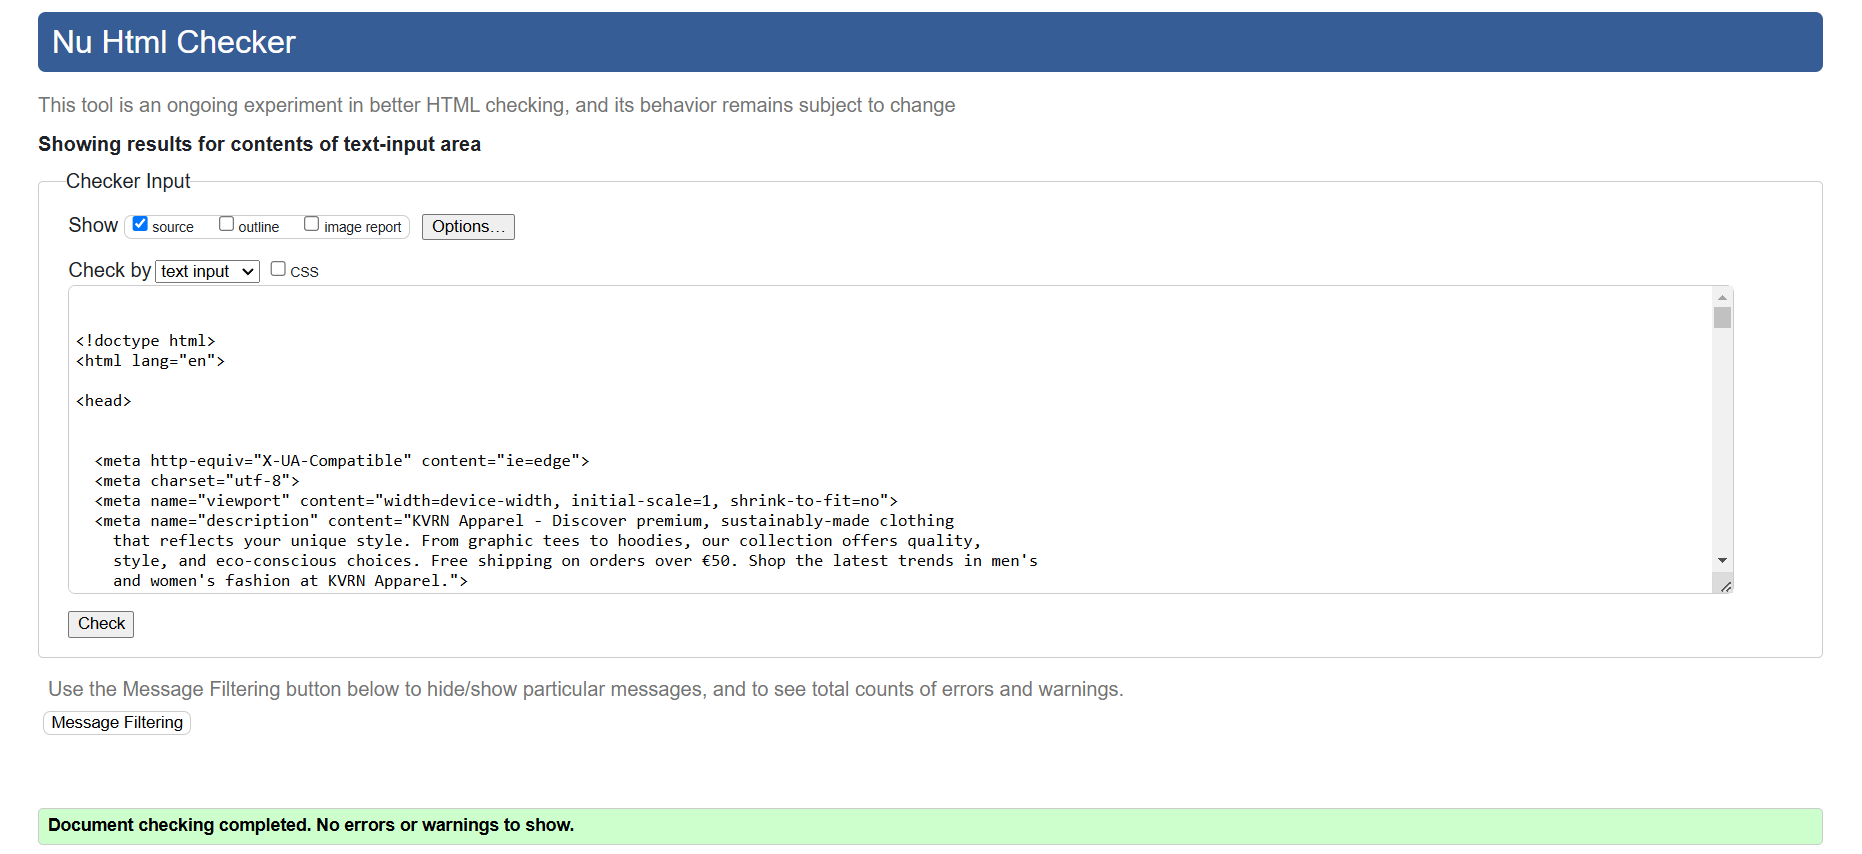 Nu Html Checker
This tool is an ongoing experiment in better HTML checking, and its behavior remains subject to change
Showing results for contents of text-input area
Checker Input
Show source outline image report Options...
Check by text input CSS
<!doctype html>
<html lang="en">
<head>
<meta http-equiv="X-UA-Compatible" content="ie=edge">
<meta charset="utf-8">
<meta name="viewport" content="width=device-width, initial-scale=1, shrink-to-fit=no">
<meta name="description" content="KVRN Apparel - Discover premium, sustainably-made clothing
that reflects your unique style. From graphic tees to hoodies, our collection offers quality,
style, and eco-conscious choices. Free shipping on orders over €50. Shop the latest trends in men's
and women's fashion at KVRN Apparel.">
Check
Use the Message Filtering button below to hide/show particular messages, and to see total counts of errors and warnings.
Message Filtering
Document checking completed. No errors or warnings to show.